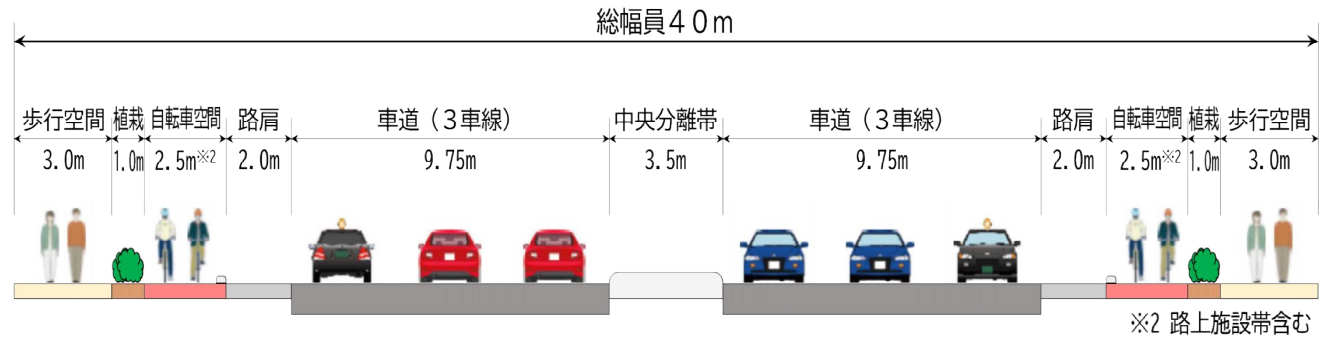 総幅員４０ｍ
歩行空間 植栽 自転車空間 路肩 車道（３車線） 中央分離帯 車道（３車線） 路肩 自転車空間 植栽 歩行空間
3.0m 1.0m 2.5m※2 2.0m 9.75m 3.5m 9.75m 2.0m 2.5m※2 1.0m 3.0m
※2 路上施設帯含む